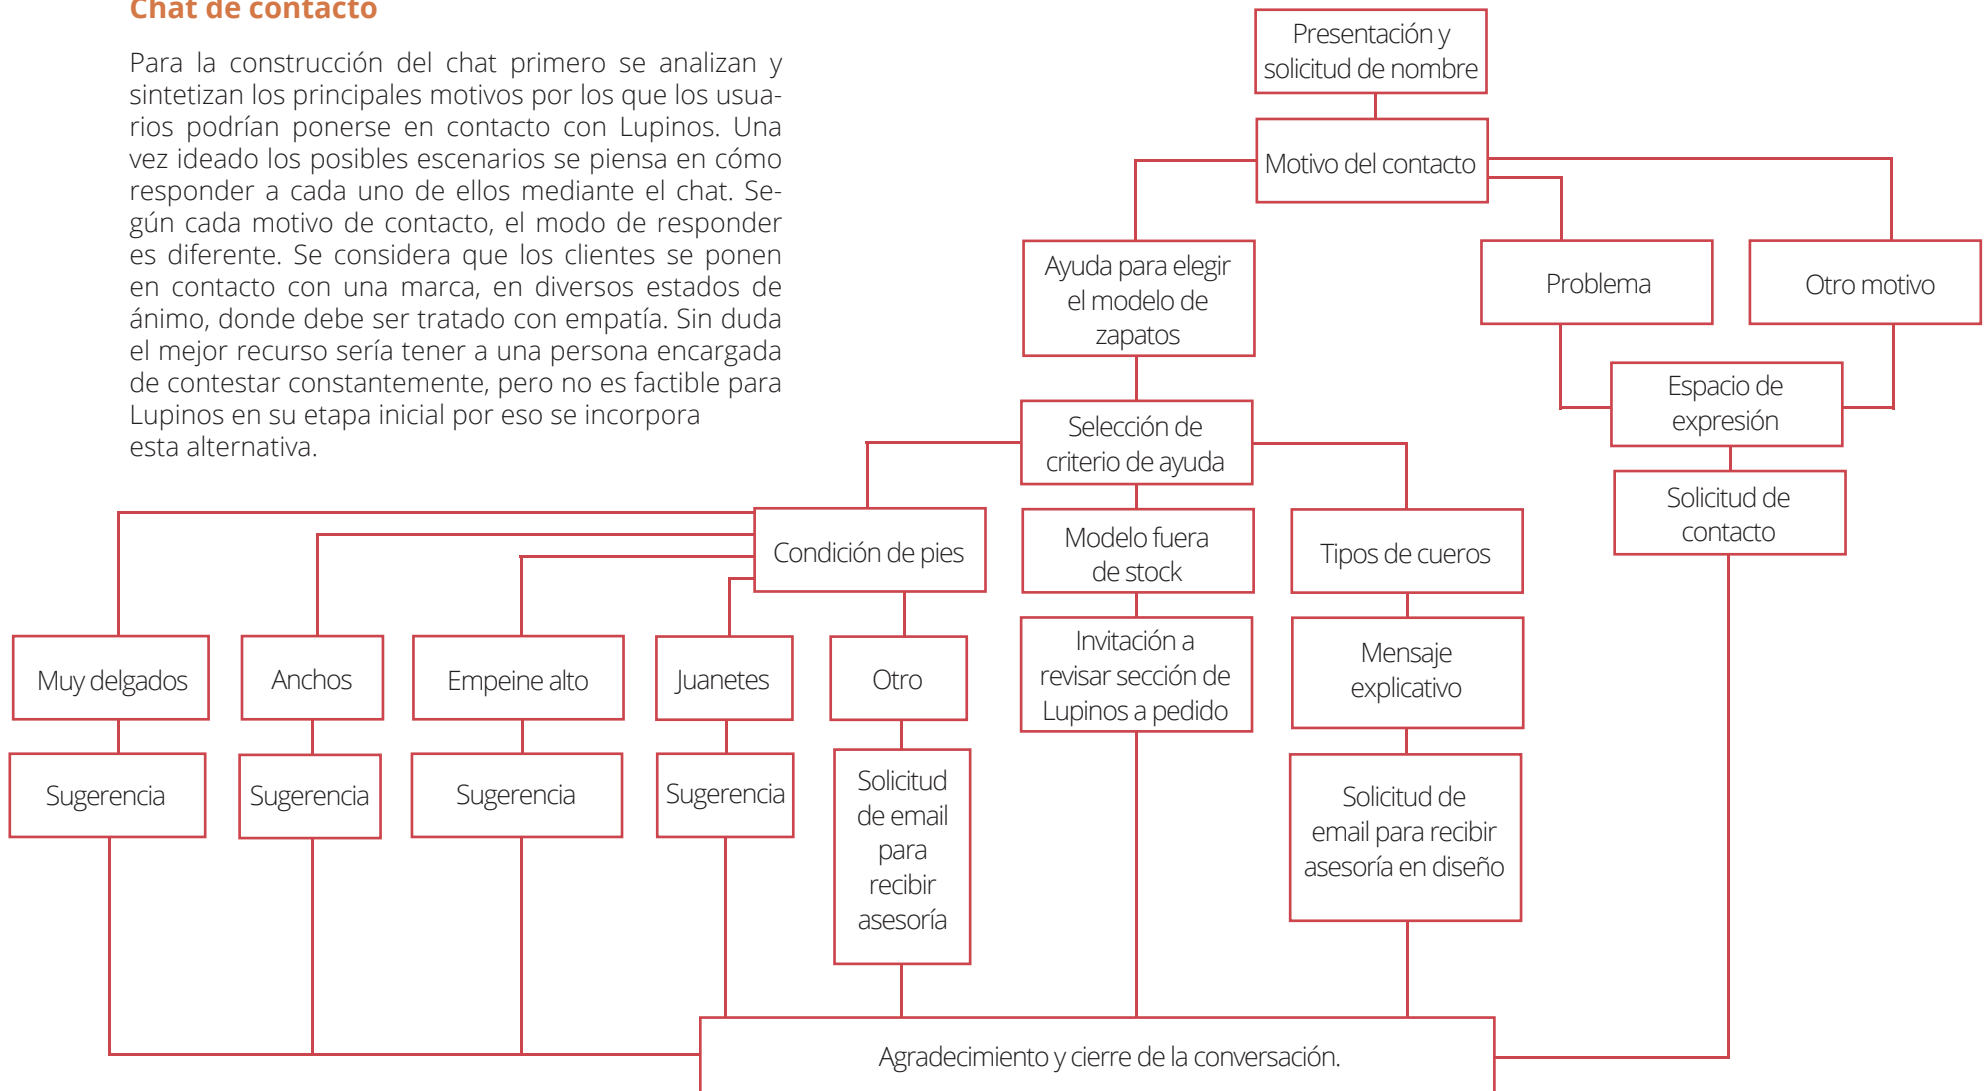 Chat de contacto
Para la construcción del chat primero se analizan y
sintetizan los principales motivos por los que los usua-
rios podrían ponerse en contacto con Lupinos. Una
vez ideado los posibles escenarios se piensa en cómo
responder a cada uno de ellos mediante el chat. Se-
gún cada motivo de contacto, el modo de responder
es diferente. Se considera que los clientes se ponen
en contacto con una marca, en diversos estados de
ánimo, donde debe ser tratado con empatía. Sin duda
el mejor recurso sería tener a una persona encargada
de contestar constantemente, pero no es factible para
Lupinos en su etapa inicial por eso se incorpora
esta alternativa.
Presentación y
solicitud de nombre
Motivo del contacto
Ayuda para elegir
el modelo de
zapatos
Problema
Otro motivo
Espacio de
expresión
Solicitud de
contacto
Selección de
criterio de ayuda
Condición de pies
Modelo fuera
de stock
Tipos de cueros
Muy delgados
Anchos
Empeine alto
Juanetes
Otro
Invitación a
revisar sección de
Lupinos a pedido
Mensaje
explicativo
Sugerencia
Sugerencia
Sugerencia
Sugerencia
Solicitud
de email
para
recibir
asesoría
Solicitud de
email para recibir
asesoría en diseño
Agradecimiento y cierre de la conversación.